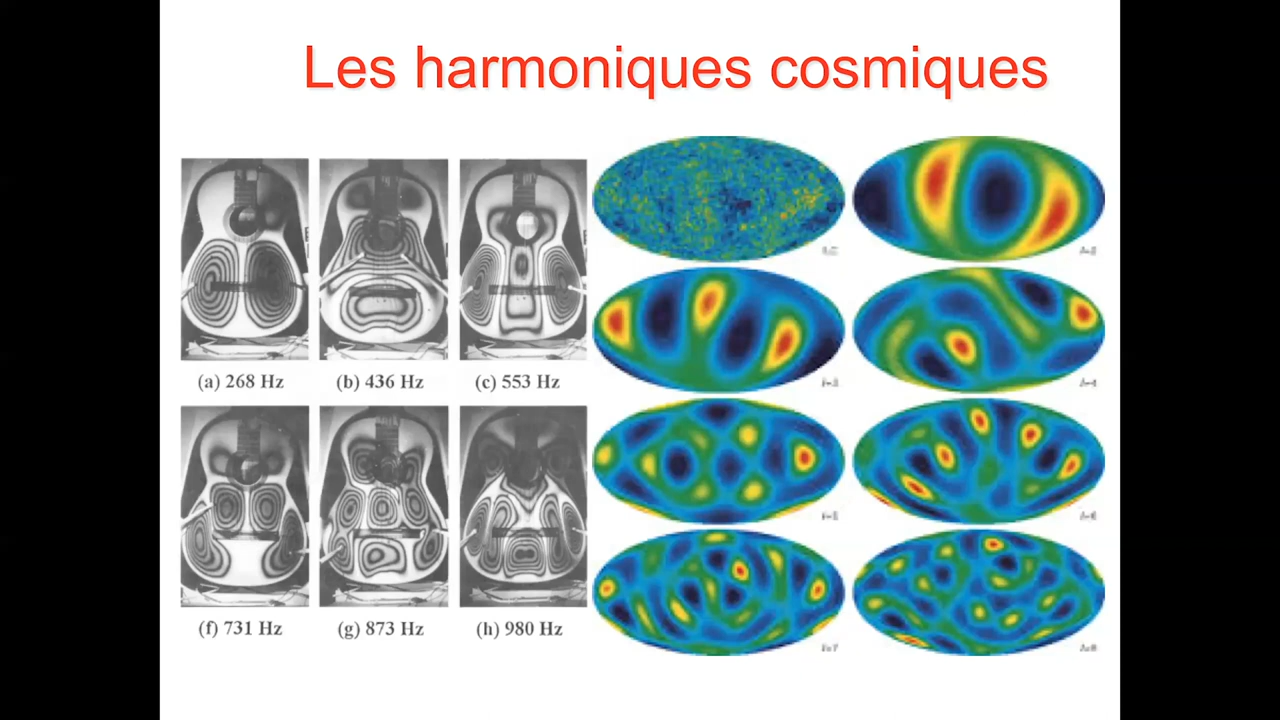 Les harmoniques cosmiques
(a) 268 Hz
(b) 436 Hz
(c) 553 Hz
(f) 731 Hz
(g) 873 Hz
(h) 980 Hz